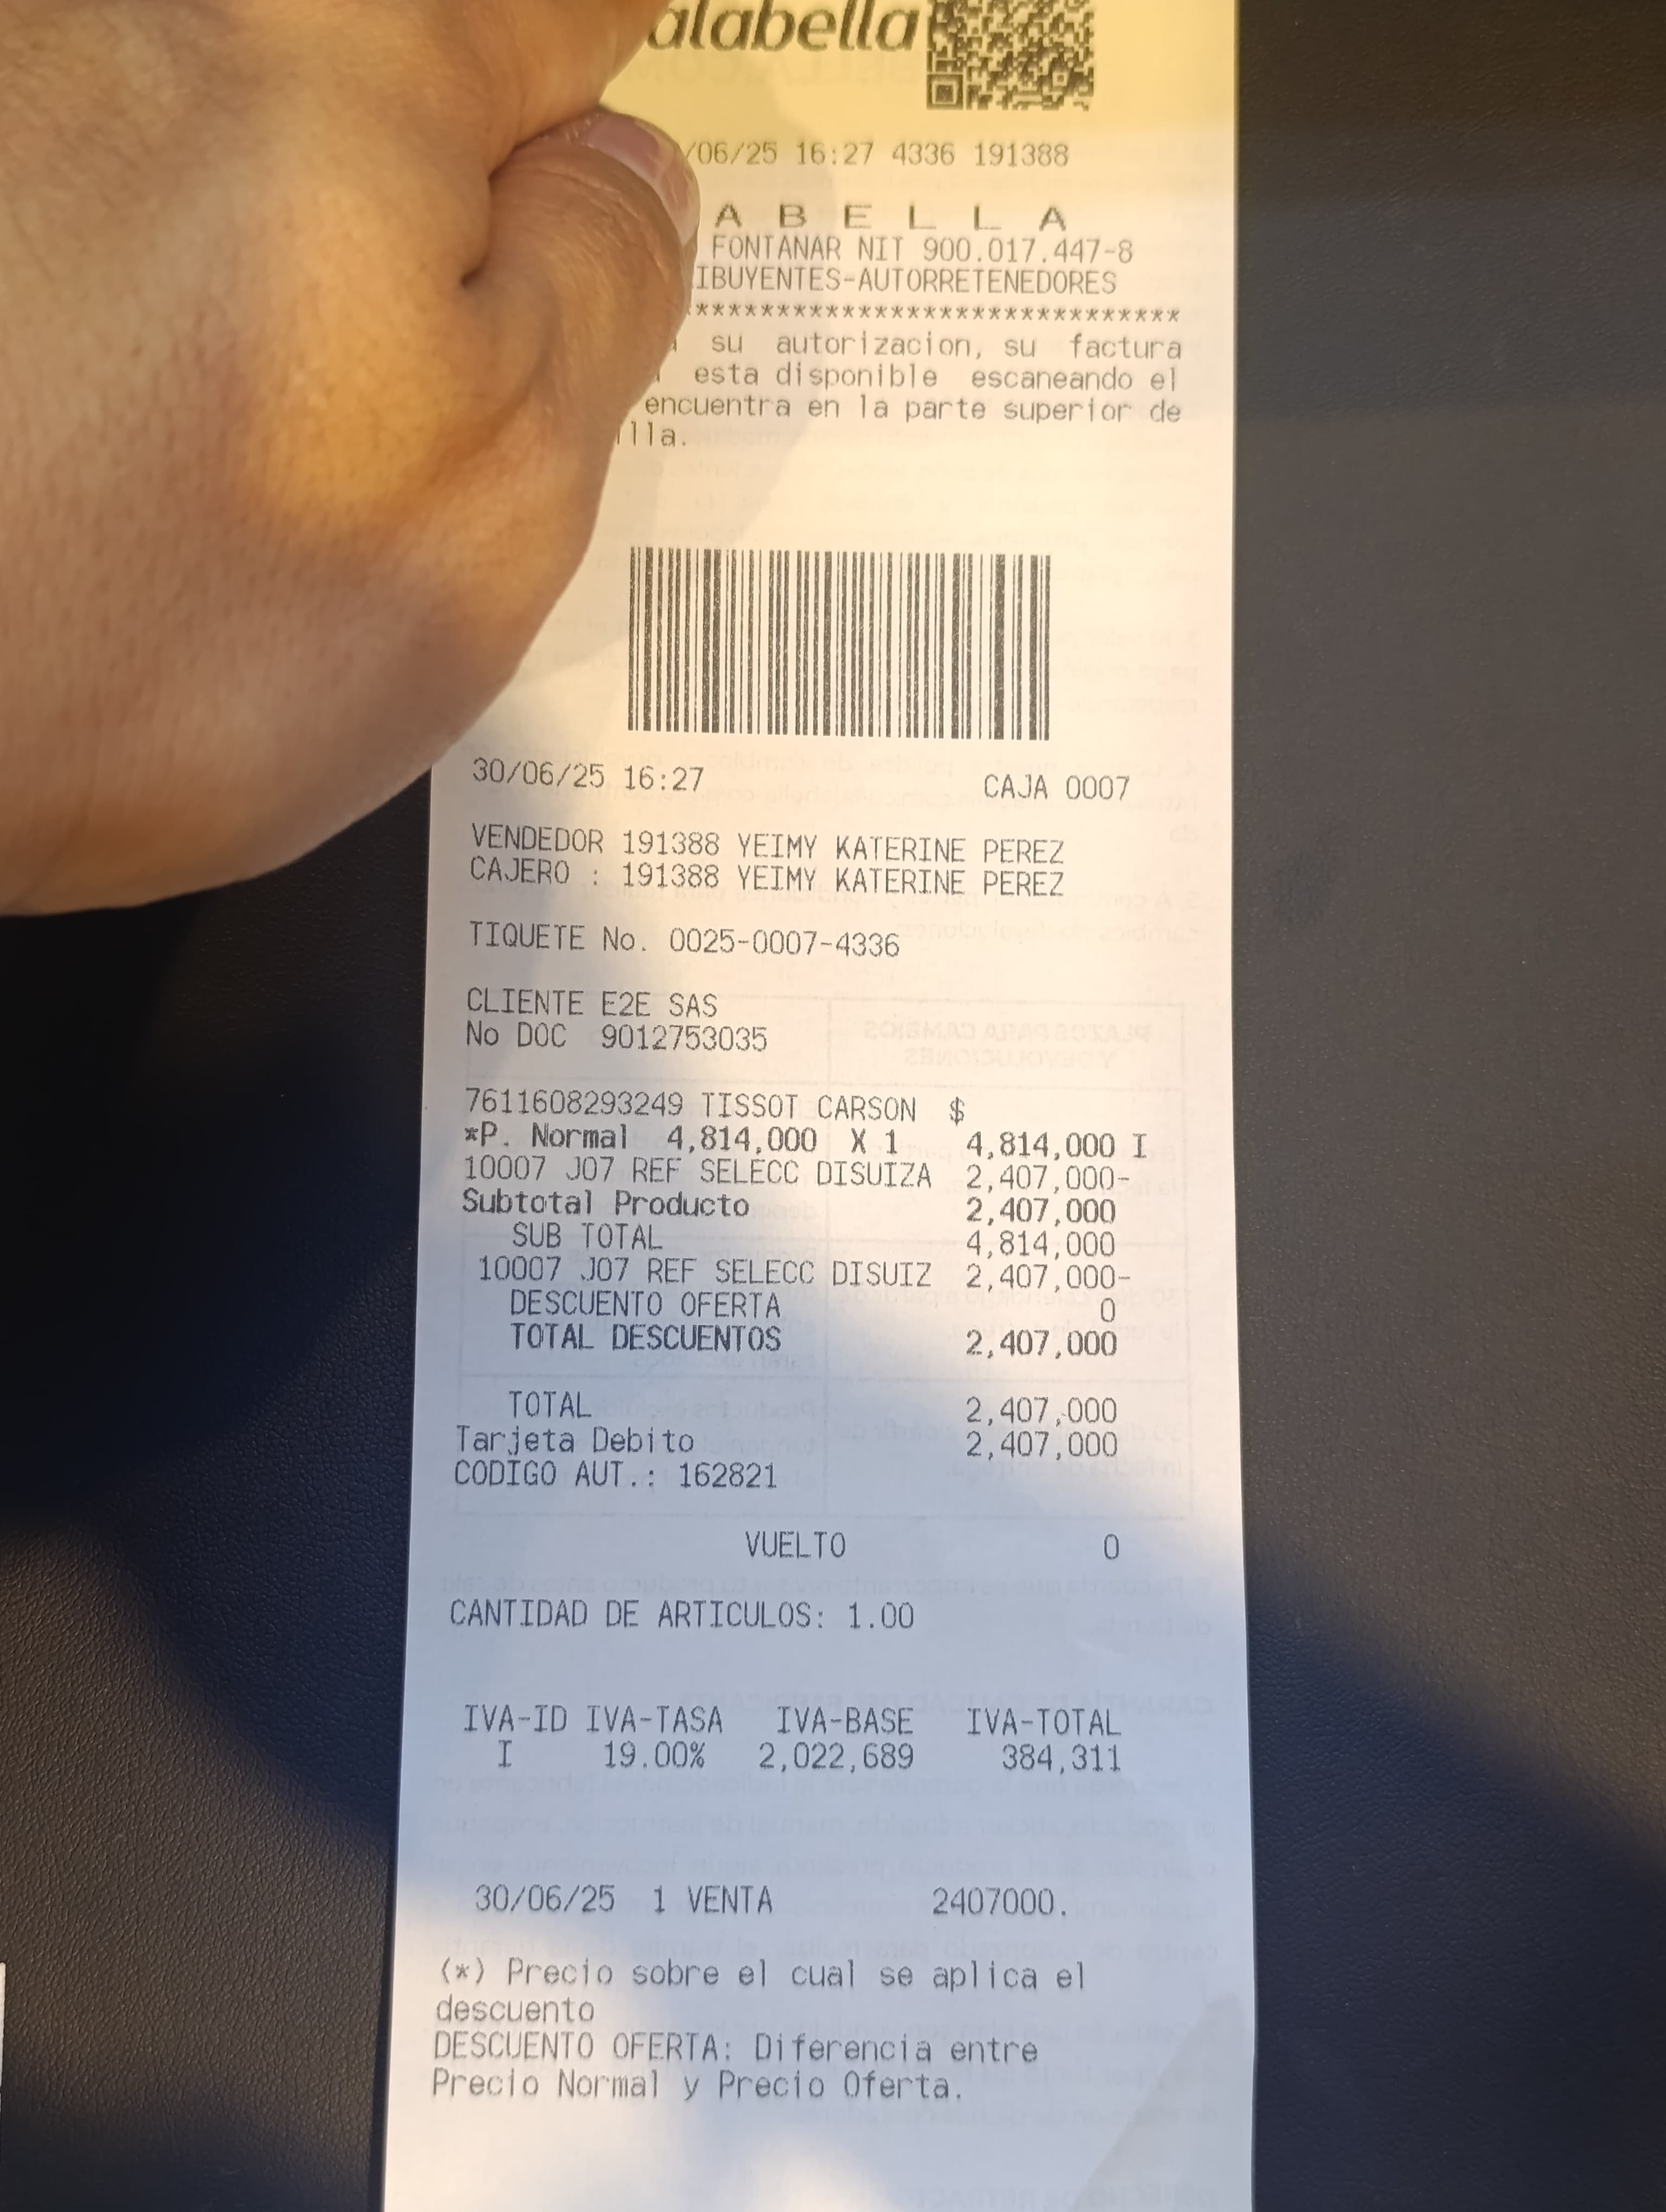 alabella
/06/25 16:27 4336 191388
A B E L L A
FONTANAR NIT 900.017.447-8
IBUYENTES-AUTORRETENEDORES
******************************
su autorizacion, su factura
esta disponible escaneando el
encuentra en la parte superior de
lla.
30/06/25 16:27 CAJA 0007
VENDEDOR 191388 YEIMY KATERINE PEREZ
CAJERO : 191388 YEIMY KATERINE PEREZ
TIQUETE No. 0025-0007-4336
CLIENTE E2E SAS
No DOC 9012753035
7611608293249 TISSOT CARSON $
*P. Normal 4,814,000 X 1 4,814,000 I
10007 J07 REF SELECC DISUIZA 2,407,000-
Subtotal Producto 2,407,000
SUB TOTAL 4,814,000
10007 J07 REF SELECC DISUIZ 2,407,000-
DESCUENTO OFERTA 0
TOTAL DESCUENTOS 2,407,000
TOTAL 2,407,000
Tarjeta Debito 2,407,000
CODIGO AUT.: 162821
VUELTO 0
CANTIDAD DE ARTICULOS: 1.00
IVA-ID IVA-TASA IVA-BASE IVA-TOTAL
I 19.00% 2,022,689 384,311
30/06/25 1 VENTA 2407000.
(*) Precio sobre el cual se aplica el
descuento
DESCUENTO OFERTA: Diferencia entre
Precio Normal y Precio Oferta.